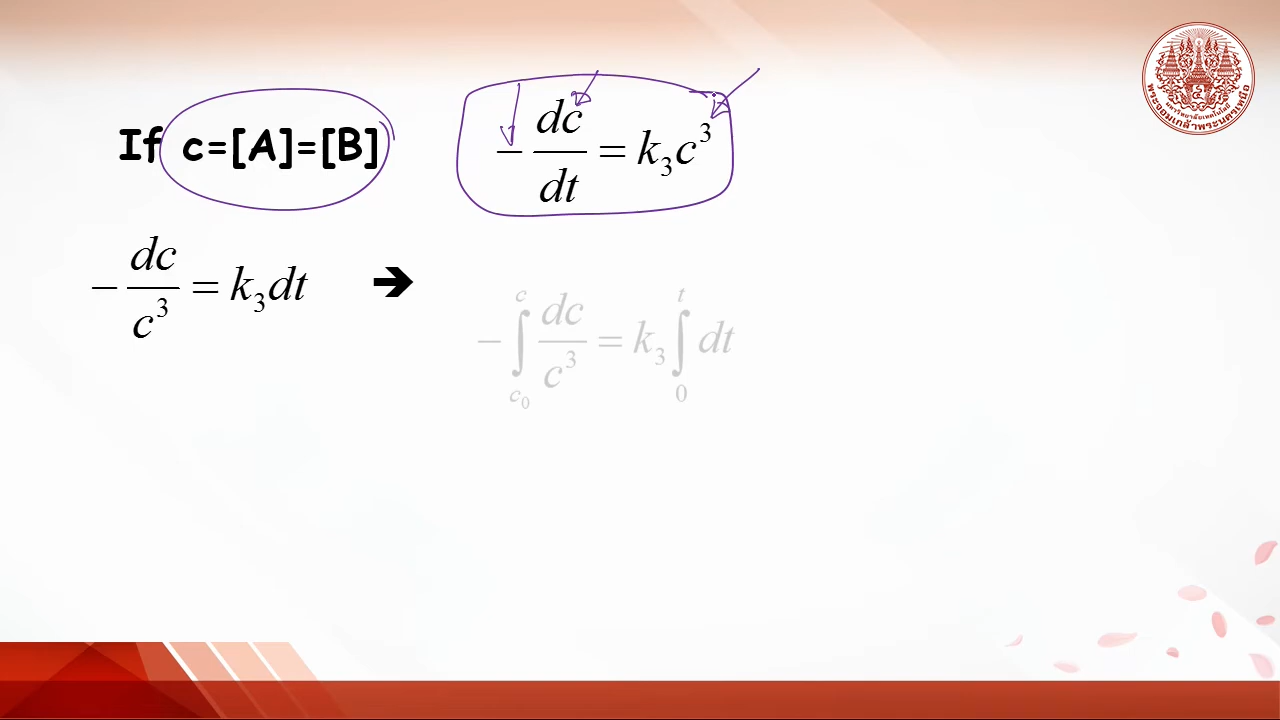 If c=[A]=[B]
-dc/dt = k₃c³
-dc/c³ = k₃dt ➔
-∫_{c₀}^{c} dc/c³ = k₃∫_{0}^{t} dt